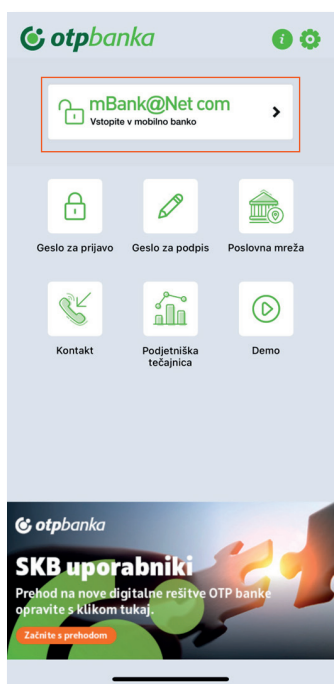 otpbanka
i
mBank@Net com
Vstopite v mobilno banko
Geslo za prijavo
Geslo za podpis
Poslovna mreža
Kontakt
Podjetniška
tečajnica
Demo
otpbanka
SKB uporabniki
Prehod na nove digitalne rešitve OTP banke
opravite s klikom tukaj.
Začnite s prehodom